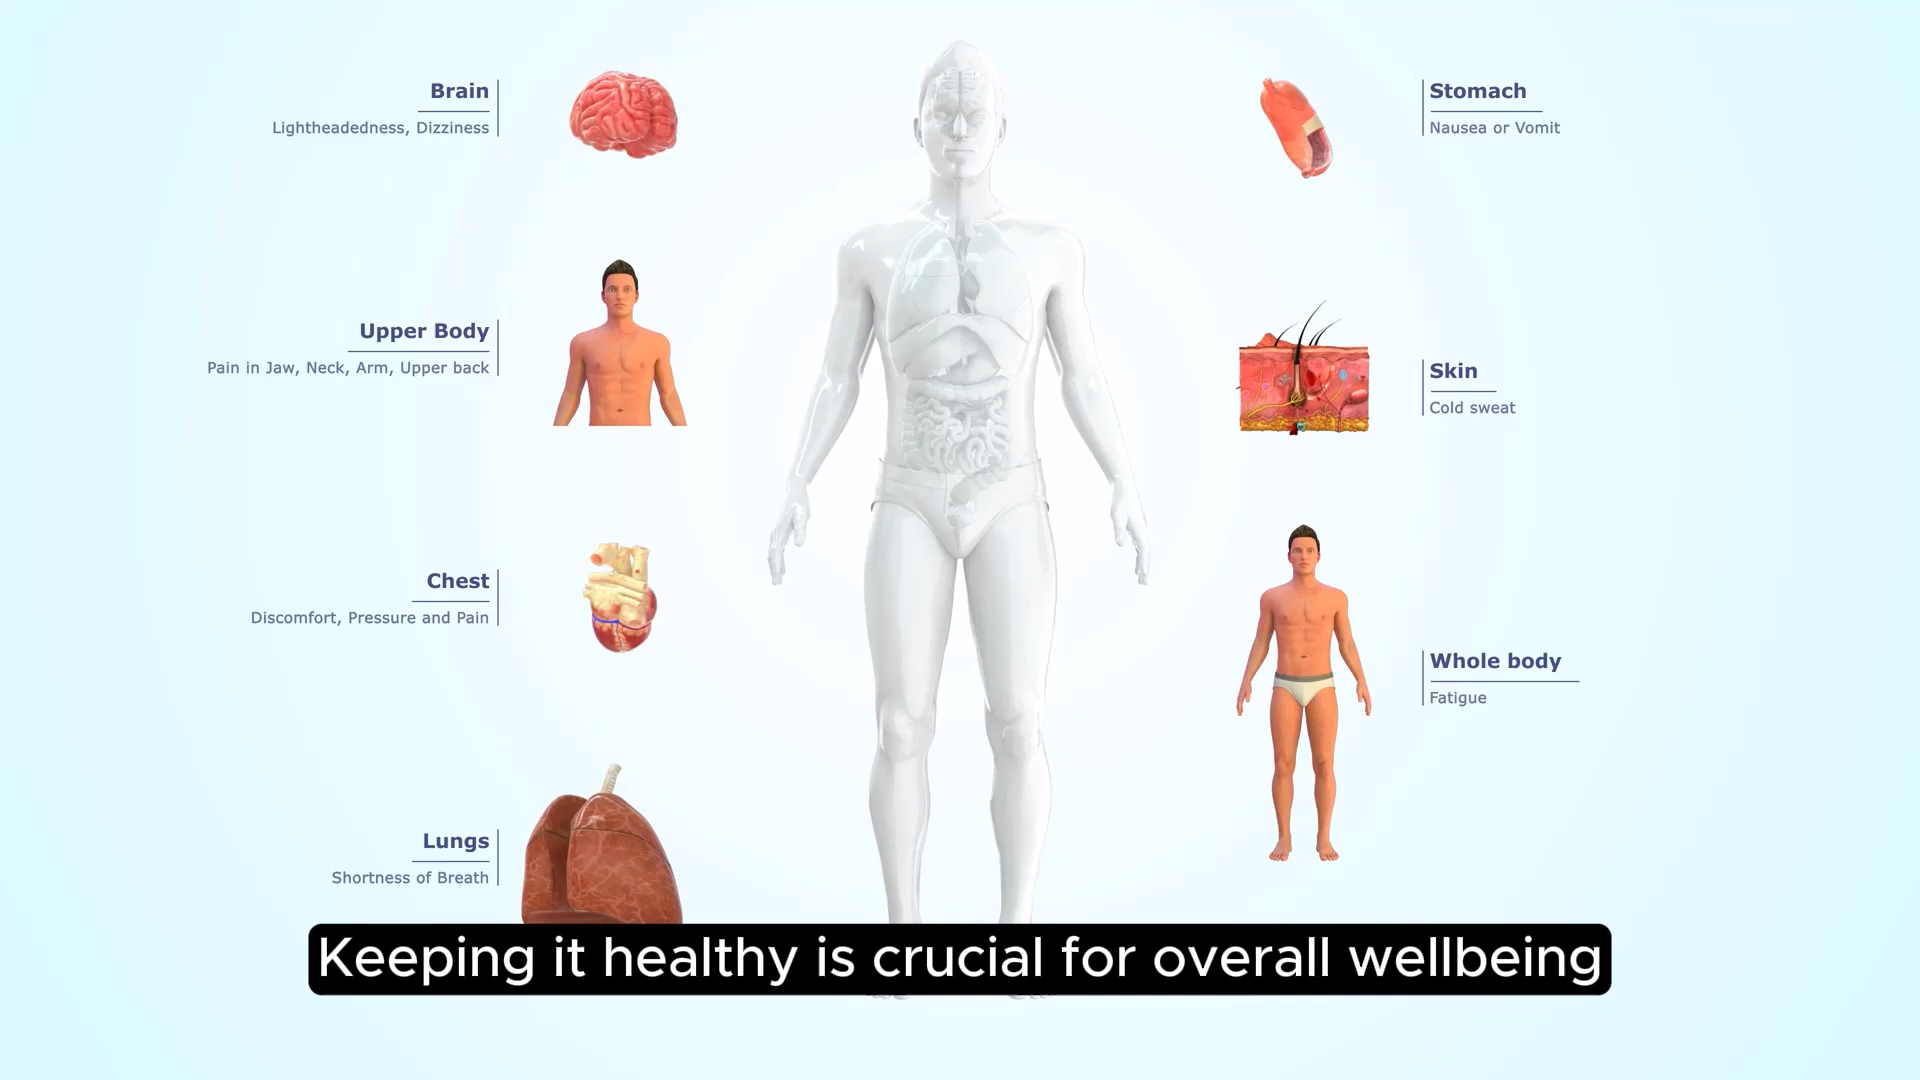 Brain
Lightheadedness, Dizziness
Upper Body
Pain in Jaw, Neck, Arm, Upper back
Chest
Discomfort, Pressure and Pain
Lungs
Shortness of Breath
Stomach
Nausea or Vomit
Skin
Cold sweat
Whole body
Fatigue
Keeping it healthy is crucial for overall wellbeing